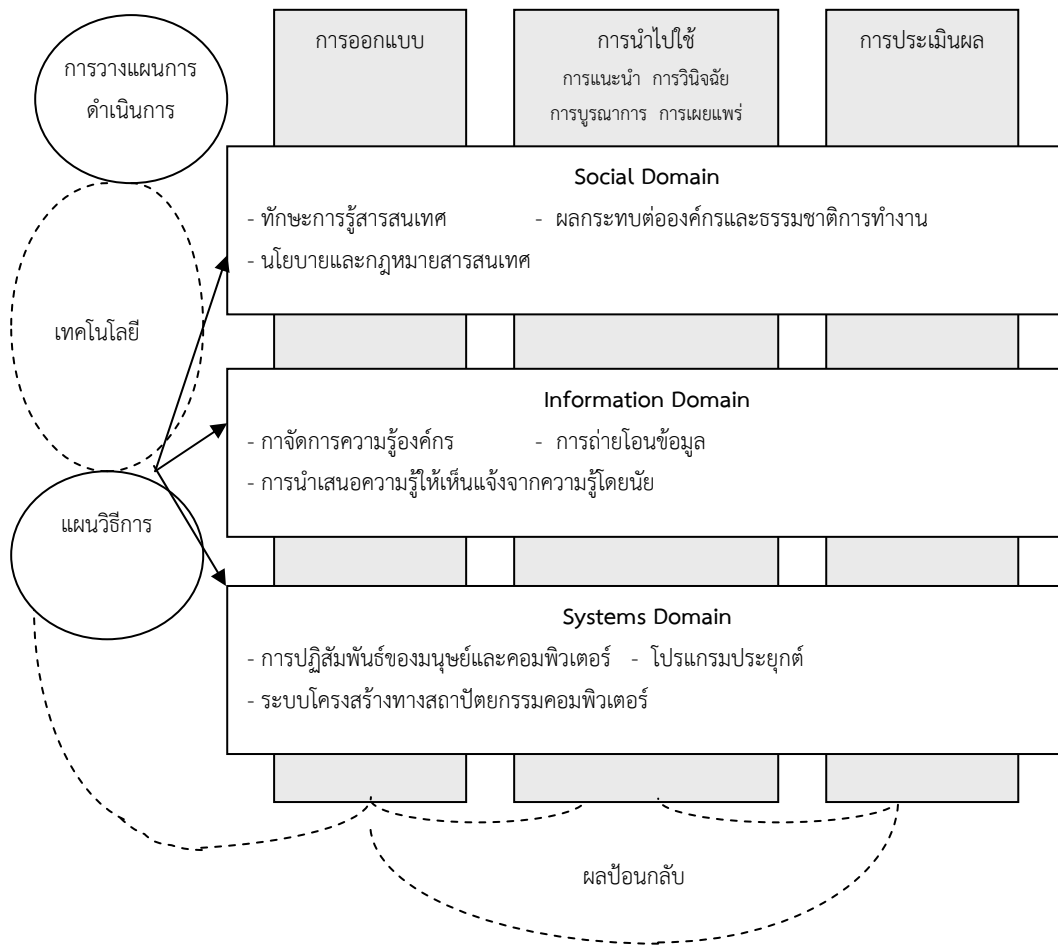 การวางแผนการ
ดำเนินการ
การออกแบบ
การนำไปใช้
การแนะนำ การวินิจฉัย
การบูรณาการ การเผยแพร่
การประเมินผล
Social Domain
- ทักษะการรู้สารสนเทศ - ผลกระทบต่อองค์กรและธรรมชาติการทำงาน
- นโยบายและกฎหมายสารสนเทศ
เทคโนโลยี
Information Domain
- กาจัดการความรู้องค์กร - การถ่ายโอนข้อมูล
- การนำเสนอความรู้ให้เห็นแจ้งจากความรู้โดยนัย
แผนวิธีการ
Systems Domain
- การปฏิสัมพันธ์ของมนุษย์และคอมพิวเตอร์ - โปรแกรมประยุกต์
- ระบบโครงสร้างทางสถาปัตยกรรมคอมพิวเตอร์
ผลป้อนกลับ